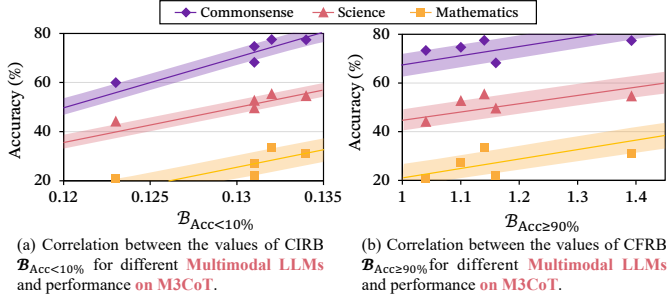 Commonsense Science Mathematics
Accuracy (%)
80
60
40
20
0.12 0.125 0.13 0.135
𝓑Acc<10%
(a) Correlation between the values of CIRB
𝓑Acc<10% for different Multimodal LLMs
and performance on M3CoT.
Accuracy (%)
80
60
40
20
1 1.1 1.2 1.3 1.4
𝓑Acc≥90%
(b) Correlation between the values of CFRB
𝓑Acc≥90% for different Multimodal LLMs
and performance on M3CoT.